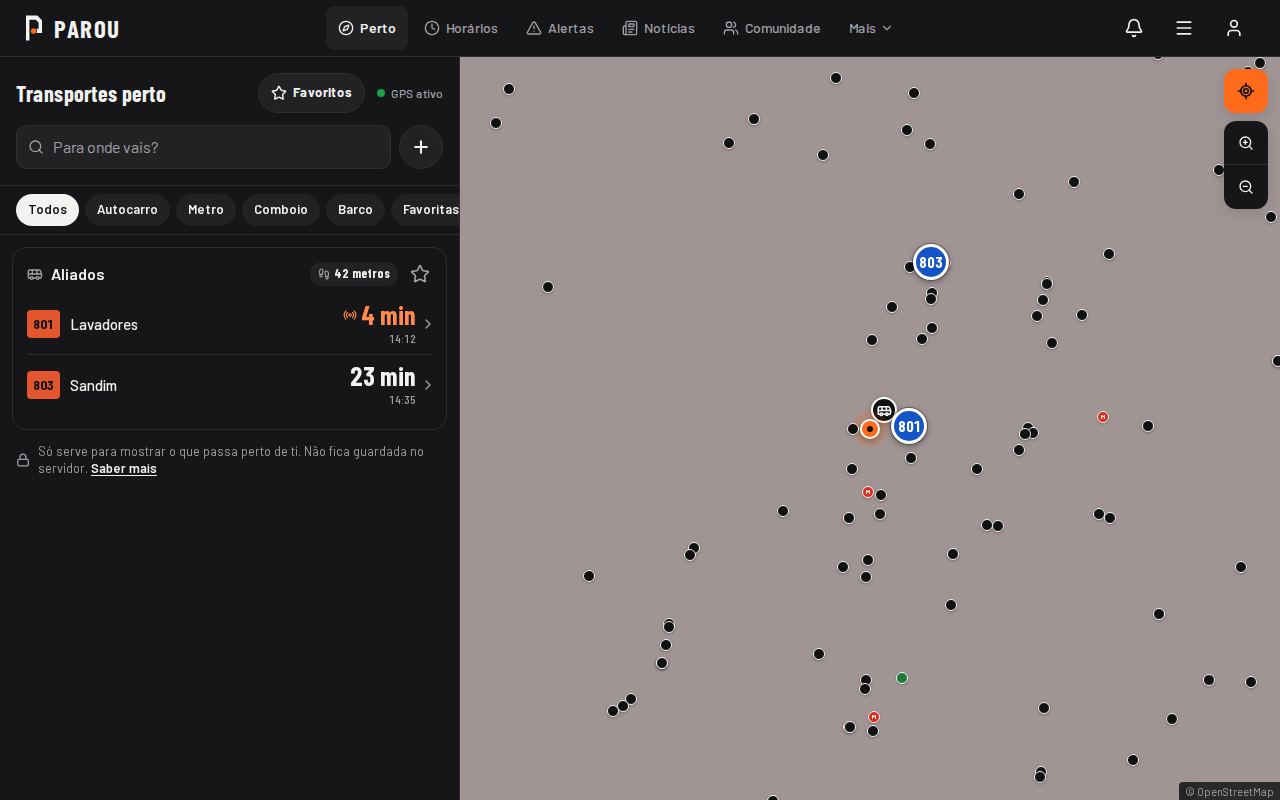 PAROU
Perto
Horários
Alertas
Notícias
Comunidade
Mais
Transportes perto
Favoritos
GPS ativo
Para onde vais?
Todos
Autocarro
Metro
Comboio
Barco
Favoritas
Aliados
42 metros
801
Lavadores
4 min
14:12
803
Sandim
23 min
14:35
Só serve para mostrar o que passa perto de ti. Não fica guardada no
servidor. Saber mais
803
801
M
M
M
© OpenStreetMap